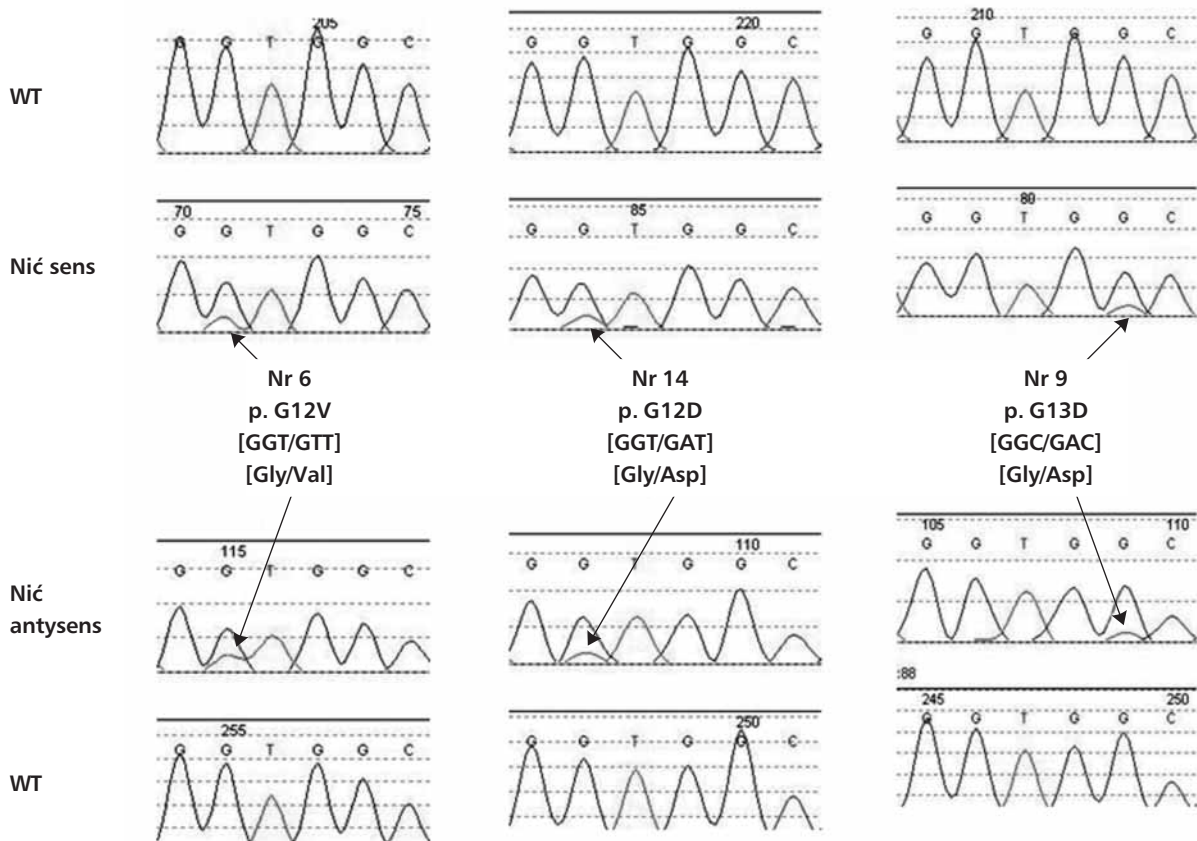 205
220
210
G G T G G C
G G T G G C
G G T G G C
WT
70 75
85
80
G G T G G C
G G T G G C
G G T G G C
Nić sens
Nr 6
p. G12V
[GGT/GTT]
[Gly/Val]
Nr 14
p. G12D
[GGT/GAT]
[Gly/Asp]
Nr 9
p. G13D
[GGC/GAC]
[Gly/Asp]
115
110
105 110
G G T G G C
G G T G G C
G G T G G C
Nić
antysens
:88
255
250
245 250
G G T G G C
G G T G G C
G G T G G C
WT